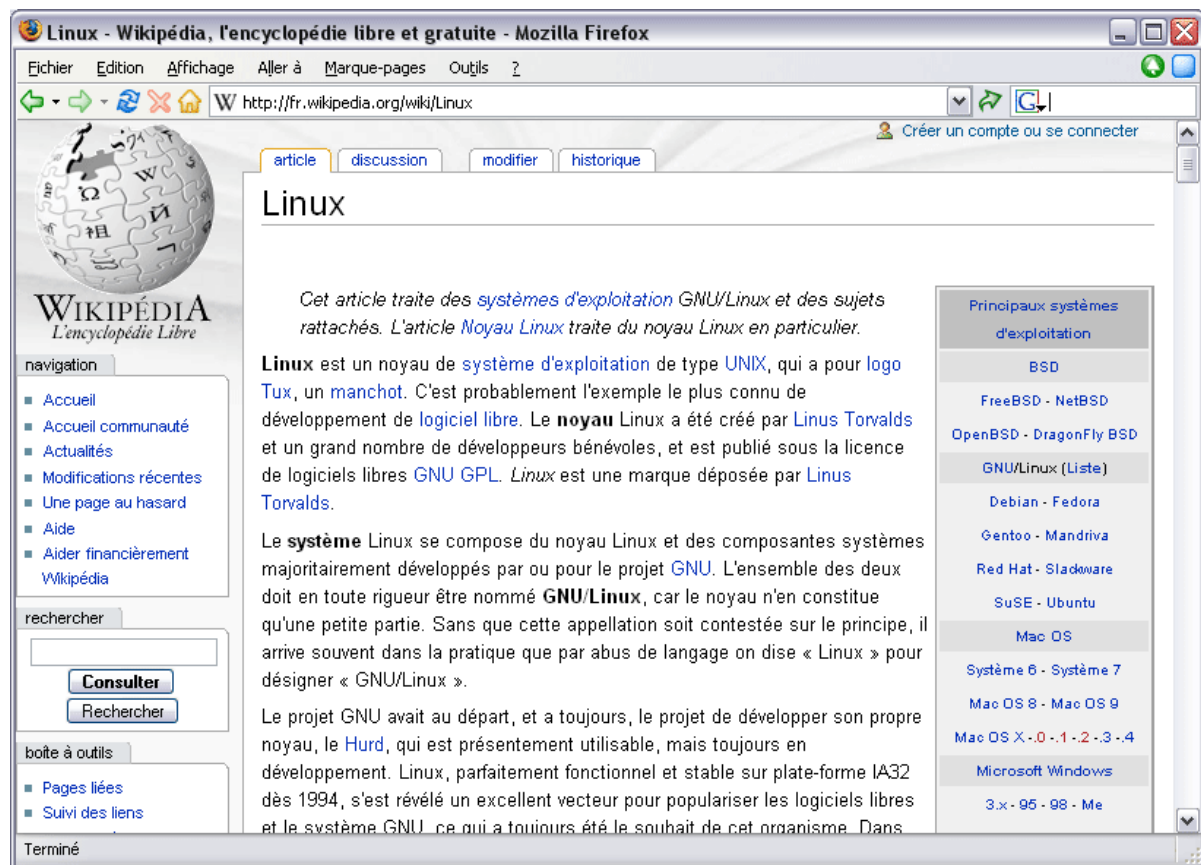 Linux - Wikipédia, l'encyclopédie libre et gratuite - Mozilla Firefox
Fichier Edition Affichage Aller à Marque-pages Outils ?
W http://fr.wikipedia.org/wiki/Linux G
Créer un compte ou se connecter
article discussion modifier historique
Linux
WIKIPÉDIA
L'encyclopédie Libre
navigation
Accueil
Accueil communauté
Actualités
Modifications récentes
Une page au hasard
Aide
Aider financièrement
Wikipédia
rechercher
Consulter
Rechercher
boîte à outils
Pages liées
Suivi des liens
Cet article traite des systèmes d'exploitation GNU/Linux et des sujets
rattachés. L'article Noyau Linux traite du noyau Linux en particulier.
Linux est un noyau de système d'exploitation de type UNIX, qui a pour logo
Tux, un manchot. C'est probablement l'exemple le plus connu de
développement de logiciel libre. Le noyau Linux a été créé par Linus Torvalds
et un grand nombre de développeurs bénévoles, et est publié sous la licence
de logiciels libres GNU GPL. Linux est une marque déposée par Linus
Torvalds.
Le système Linux se compose du noyau Linux et des composantes systèmes
majoritairement développés par ou pour le projet GNU. L'ensemble des deux
doit en toute rigueur être nommé GNU/Linux, car le noyau n'en constitue
qu'une petite partie. Sans que cette appellation soit contestée sur le principe, il
arrive souvent dans la pratique que par abus de langage on dise « Linux » pour
désigner « GNU/Linux ».
Le projet GNU avait au départ, et a toujours, le projet de développer son propre
noyau, le Hurd, qui est présentement utilisable, mais toujours en
développement. Linux, parfaitement fonctionnel et stable sur plate-forme IA32
dès 1994, s'est révélé un excellent vecteur pour populariser les logiciels libres
et le système GNU, ce qui a toujours été le souhait de cet organisme. Dans
Principaux systèmes
d'exploitation
BSD
FreeBSD - NetBSD
OpenBSD - DragonFly BSD
GNU/Linux (Liste)
Debian - Fedora
Gentoo - Mandriva
Red Hat - Slackware
SuSE - Ubuntu
Mac OS
Système 6 - Système 7
Mac OS 8 - Mac OS 9
Mac OS X -.0 -.1 -.2 -.3 -.4
Microsoft Windows
3.x - 95 - 98 - Me
Terminé